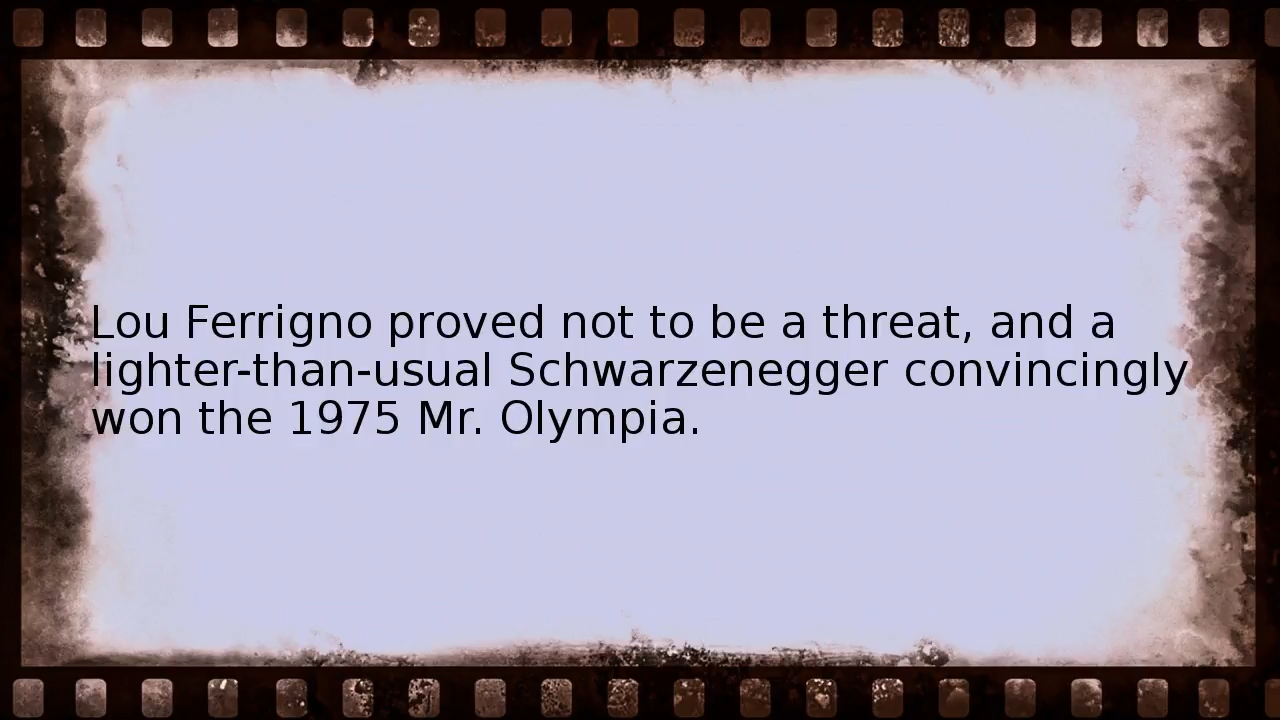 Lou Ferrigno proved not to be a threat, and a
lighter-than-usual Schwarzenegger convincingly
won the 1975 Mr. Olympia.